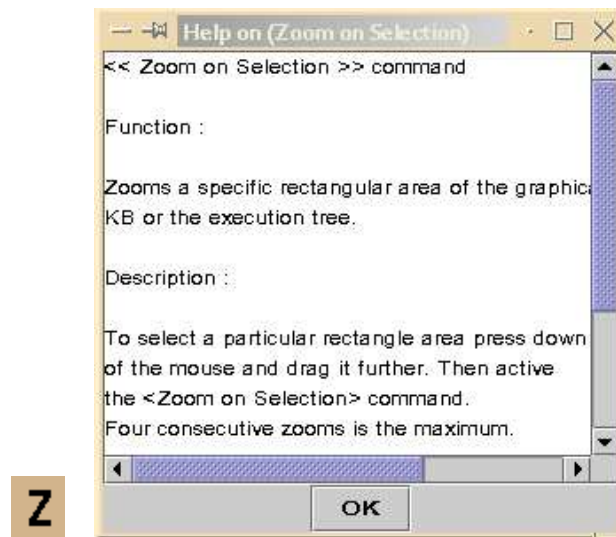 Help on (Zoom on Selection)
<< Zoom on Selection >> command
Function :
Zooms a specific rectangular area of the graphica
KB or the execution tree.
Description :
To select a particular rectangle area press down
of the mouse and drag it further. Then active
the <Zoom on Selection> command.
Four consecutive zooms is the maximum.
Z
OK